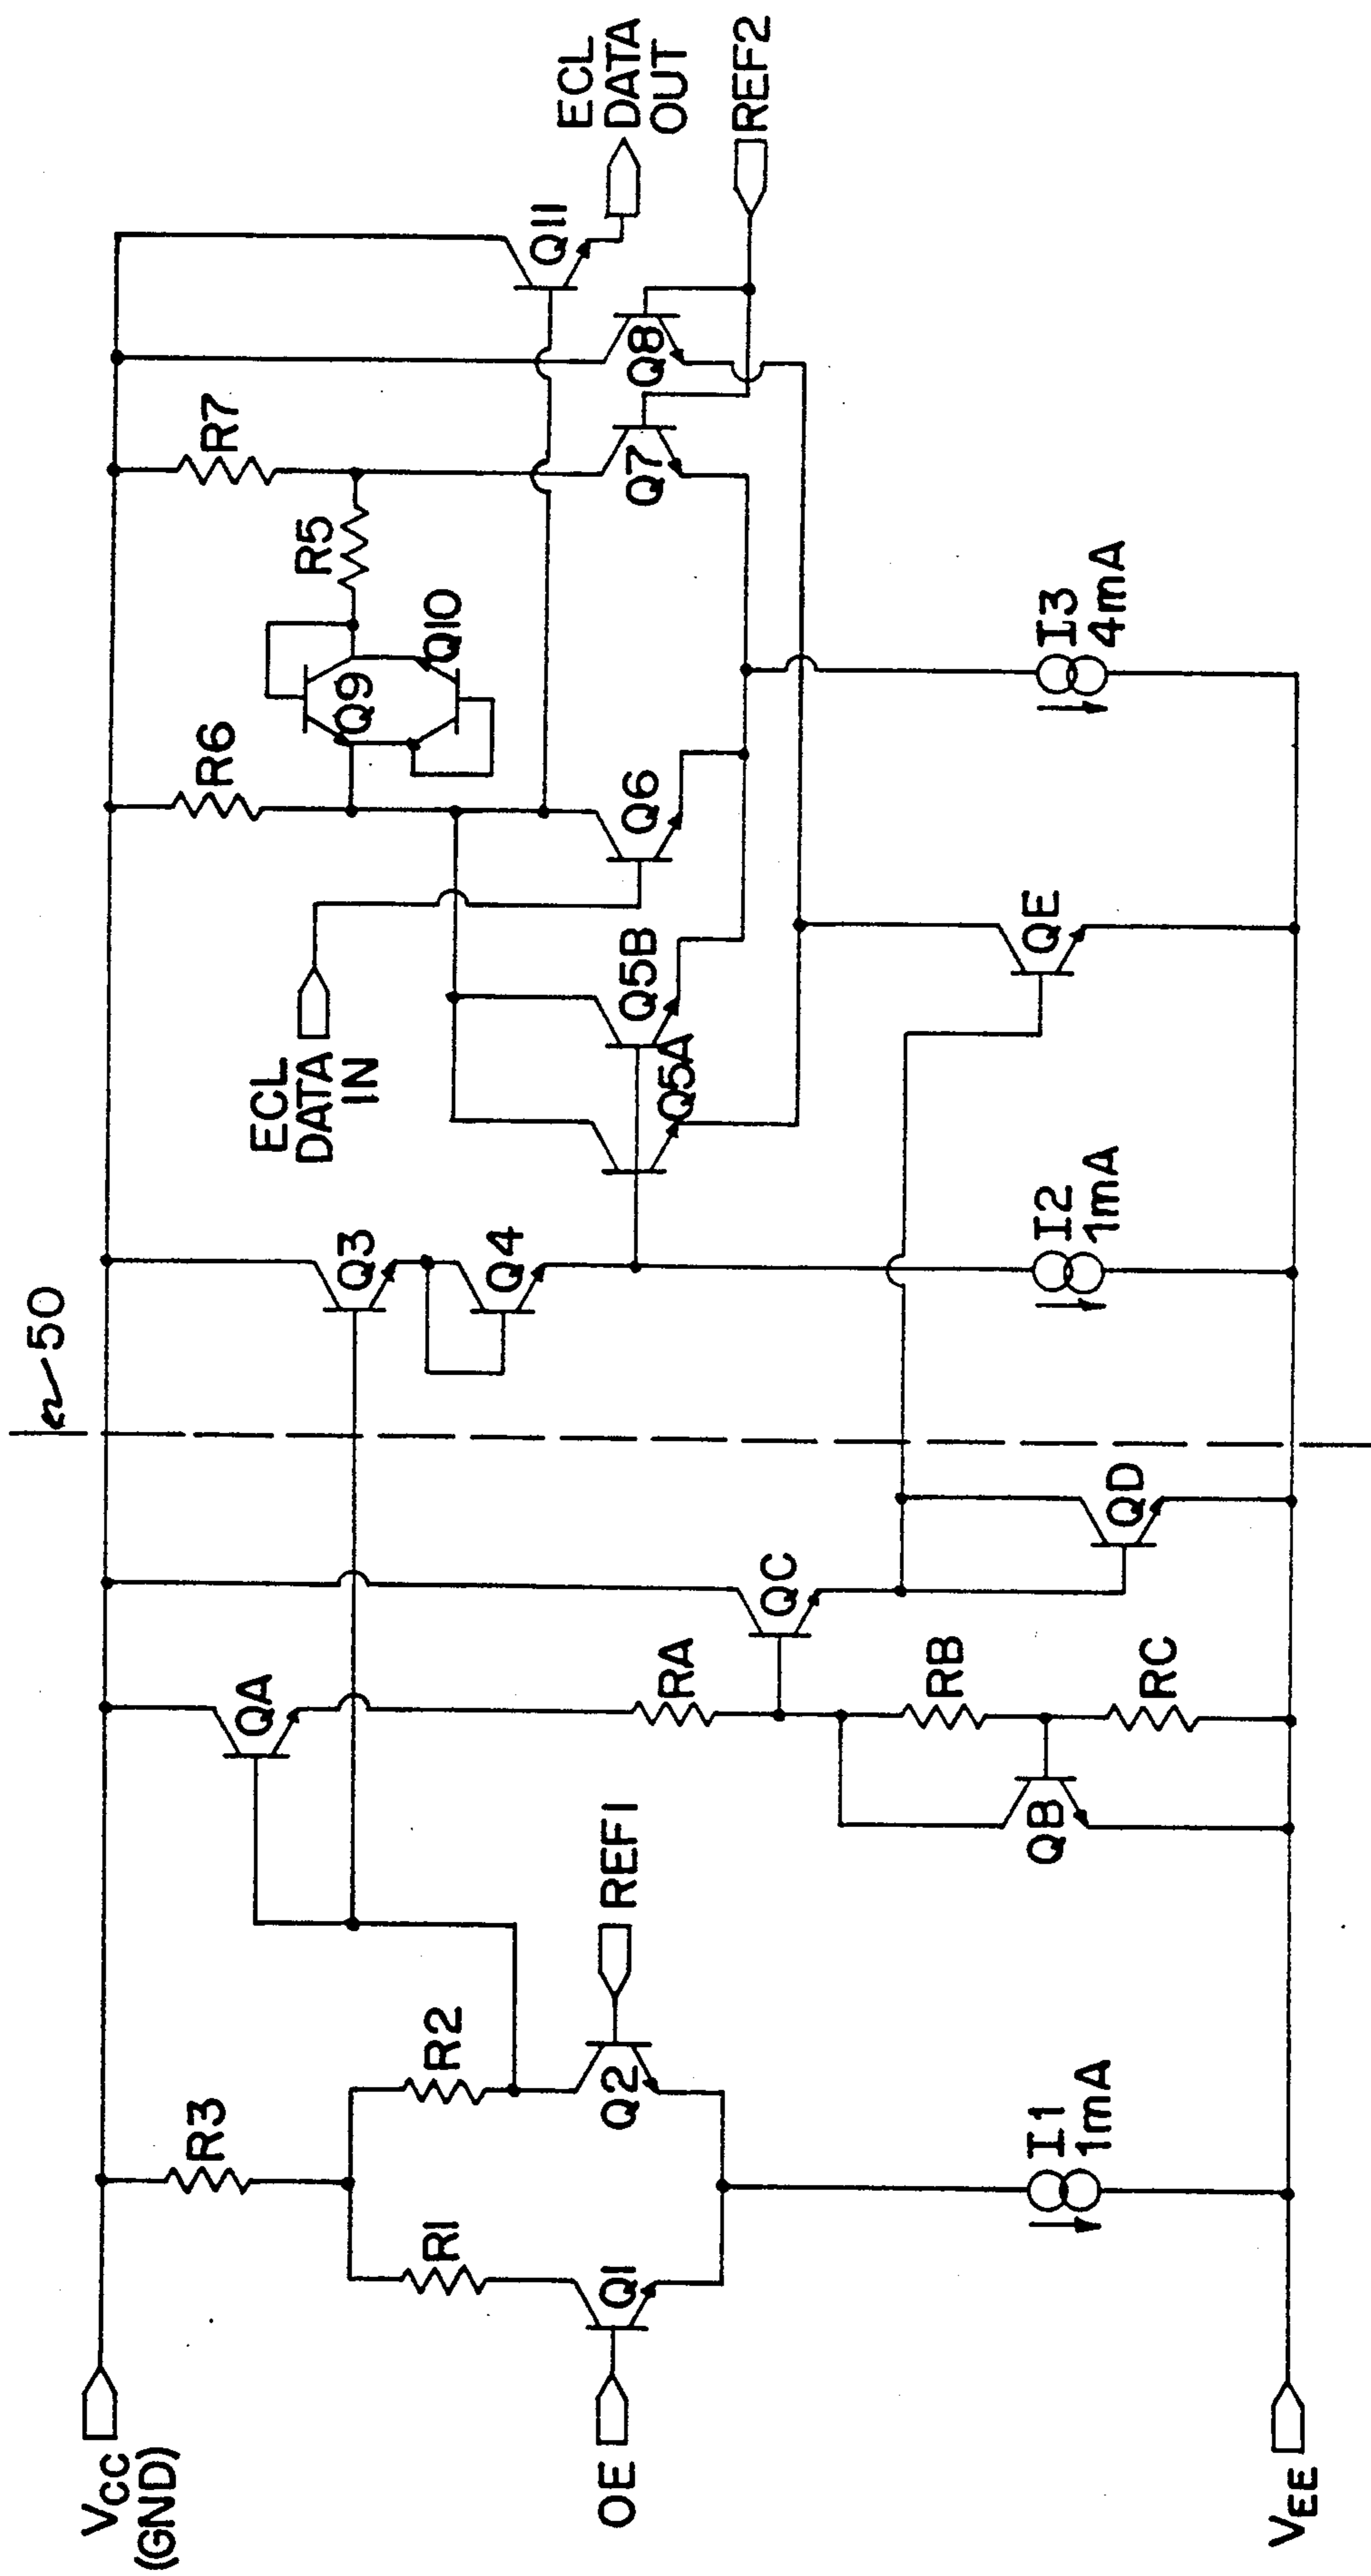 50
VCC
(GND)
R3
R1
R2
OE
Q1
Q2
REF1
I1
1mA
VEE
QA
RA
RB
RC
QB
QC
QD
Q3
Q4
I2
1mA
ECL
DATA
IN
Q5A
Q5B
Q6
QE
R6
Q9
Q10
R5
R7
I3
4mA
Q7
Q8
Q11
ECL
DATA
OUT
REF2